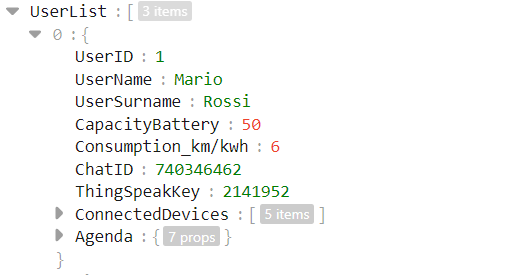 UserList :[ 3 items ]
0 :{
UserID : 1
UserName : Mario
UserSurname : Rossi
CapacityBattery : 50
Consumption_km/kwh : 6
ChatID : 740346462
ThingSpeakKey : 2141952
ConnectedDevices :[ 5 items ]
Agenda :{ 7 props }
}